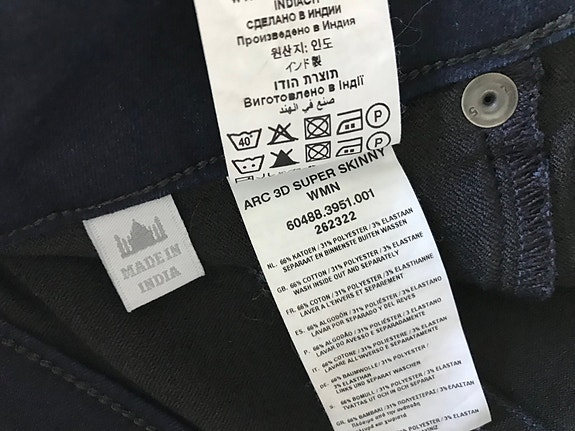 INDIACH
СДЕЛАНО В ИНДИИ
Произведено в Индии
원산지: 인도
インド製
תוצרת הודו
Виготовлено в Індії
صنع في الهند
40 P
P
ARC 3D SUPER SKINNY
WMN
60488.3951.001
262322
NL. 66% KATOEN / 31% POLYESTER / 3% ELASTAAN
SEPARAAT EN BINNENSTE BUITEN WASSEN
GB. 66% COTTON / 31% POLYESTER / 3% ELASTANE
WASH INSIDE OUT AND SEPARATELY
FR. 66% COTON / 31% POLYESTER / 3% ELASTHANNE
LAVER A L'ENVERS ET SEPAREMENT
ES. 66% ALGODÓN / 31% POLIÉSTER / 3% ELASTANO
LAVAR POR SEPARADO Y DEL REVES
P. 66% ALGODÃO / 31% POLIÉSTER / 3% ELASTANO
LAVAR DO AVESSO E SEPARADAMENTE
IT. 66% COTONE / 31% POLIESTERE / 3% ELASTAN
LAVARE ALL'INVERSO E SEPARATAMENTE
DE. 66% BAUMWOLLE / 31% POLYESTER /
3% ELASTHAN
LINKS UND SEPARAT WASCHEN
S. 66% BOMULL / 31% POLYESTER / 3% ELASTAN
TVÄTTAS UT OCH IN OCH SEPARAT
GR. 66% ΒΑΜΒΑΚΙ / 31% ΠΟΛΥΕΣΤΕΡΑΣ / 3% ΕΛΑΣΤΑΝ
MADE IN
INDIA
S